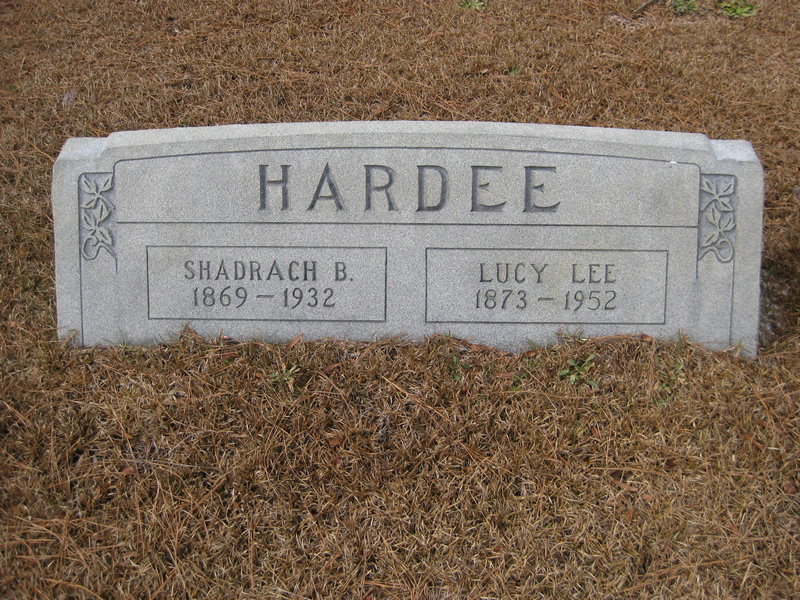 HARDEE
SHADRACH B.
1869 – 1932
LUCY LEE
1873 – 1952